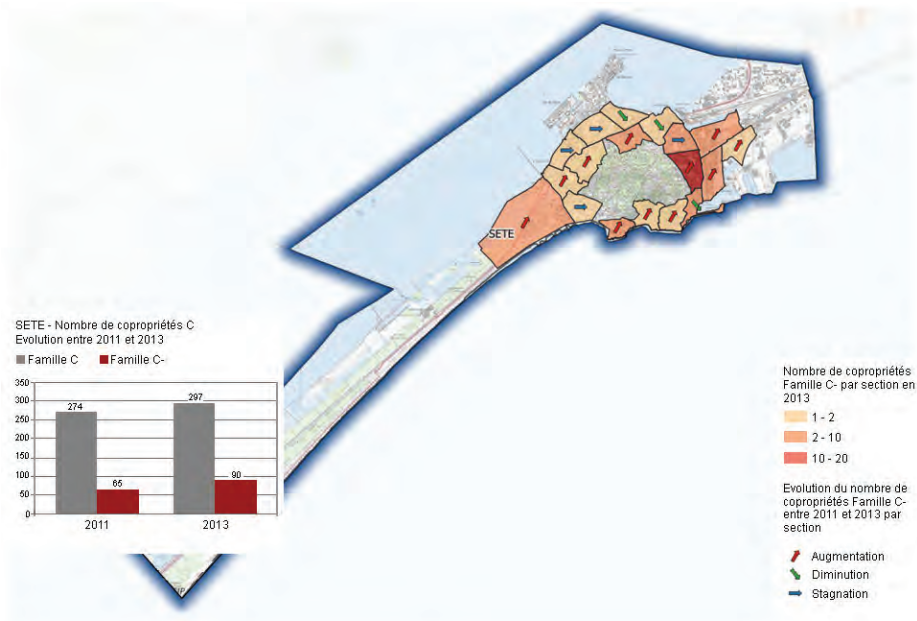 SETE
SETE - Nombre de copropriétés C
Evolution entre 2011 et 2013
Famille C
Famille C-
350
300
250
200
150
100
50
0
274
65
297
90
2011
2013
Nombre de copropriétés
Famille C- par section en
2013
1 - 2
2 - 10
10 - 20
Evolution du nombre de
copropriétés Famille C-
entre 2011 et 2013 par
section
Augmentation
Diminution
Stagnation